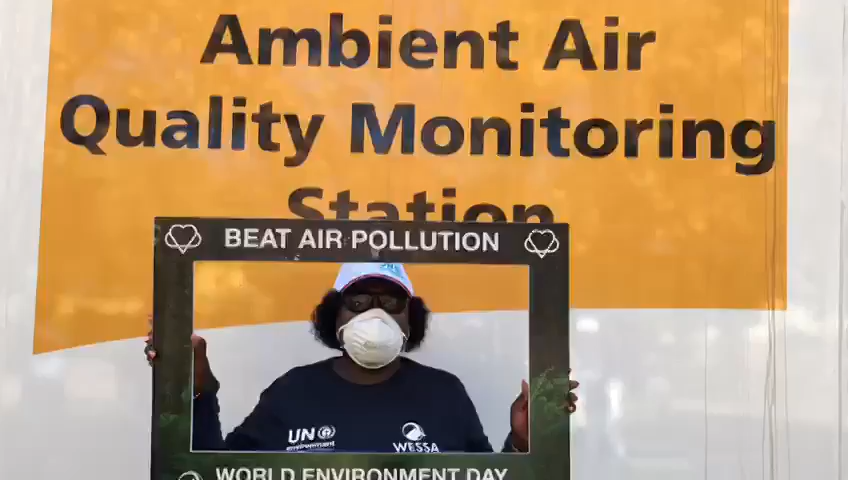 Ambient Air
Quality Monitoring
Station
BEAT AIR POLLUTION
UN
environment
WESSA
WORLD ENVIRONMENT DAY